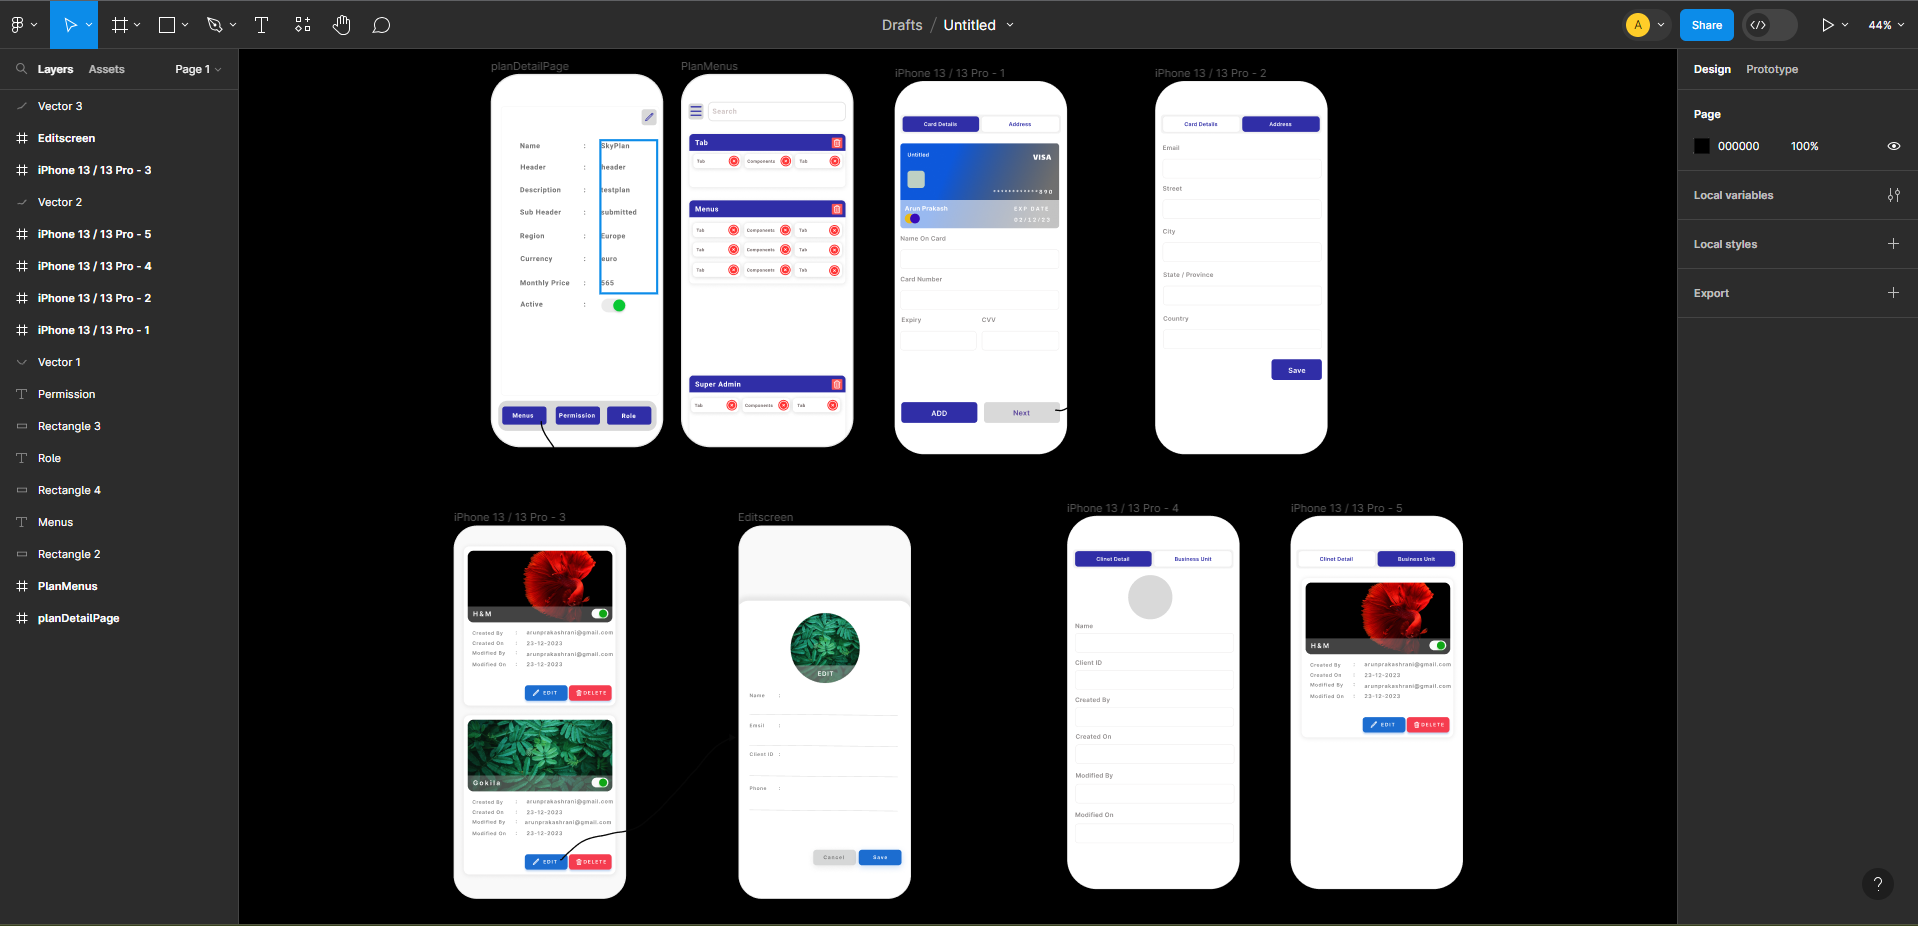 Drafts / Untitled
A
Share
44%
Layers
Assets
Page 1
Vector 3
Editscreen
iPhone 13 / 13 Pro - 3
Vector 2
iPhone 13 / 13 Pro - 5
iPhone 13 / 13 Pro - 4
iPhone 13 / 13 Pro - 2
iPhone 13 / 13 Pro - 1
Vector 1
Permission
Rectangle 3
Role
Rectangle 4
Menus
Rectangle 2
PlanMenus
planDetailPage
planDetailPage
Name : SkyPlan
Header : header
Description : testplan
Sub Header : submitted
Region : Europe
Currency : euro
Monthly Price : 565
Active :
Menus
Permission
Role
PlanMenus
Search
Tab
Tab Components Tab
Menus
Tab Components Tab
Tab Components Tab
Tab Components Tab
Super Admin
Tab Components Tab
iPhone 13 / 13 Pro - 1
Card Details
Address
Untitled
VISA
************890
Arun Prakash
EXP DATE
02/12/23
Name On Card
Card Number
Expiry
CVV
ADD
Next
iPhone 13 / 13 Pro - 2
Card Details
Address
Email
Street
City
State / Province
Country
Save
iPhone 13 / 13 Pro - 3
H&M
Created By : arunprakashrani@gmail.com
Created On : 23-12-2023
Modified By : arunprakashrani@gmail.com
Modified On : 23-12-2023
EDIT
DELETE
Gokila
Created By : arunprakashrani@gmail.com
Created On : 23-12-2023
Modified By : arunprakashrani@gmail.com
Modified On : 23-12-2023
EDIT
DELETE
Editscreen
EDIT
Name :
Email :
Client ID :
Phone :
Cancel
Save
iPhone 13 / 13 Pro - 4
Clinet Detail
Business Unit
Name
Client ID
Created By
Created On
Modified By
Modified On
iPhone 13 / 13 Pro - 5
Clinet Detail
Business Unit
H&M
Created By : arunprakashrani@gmail.com
Created On : 23-12-2023
Modified By : arunprakashrani@gmail.com
Modified On : 23-12-2023
EDIT
DELETE
Design
Prototype
Page
000000
100%
Local variables
Local styles
Export
?